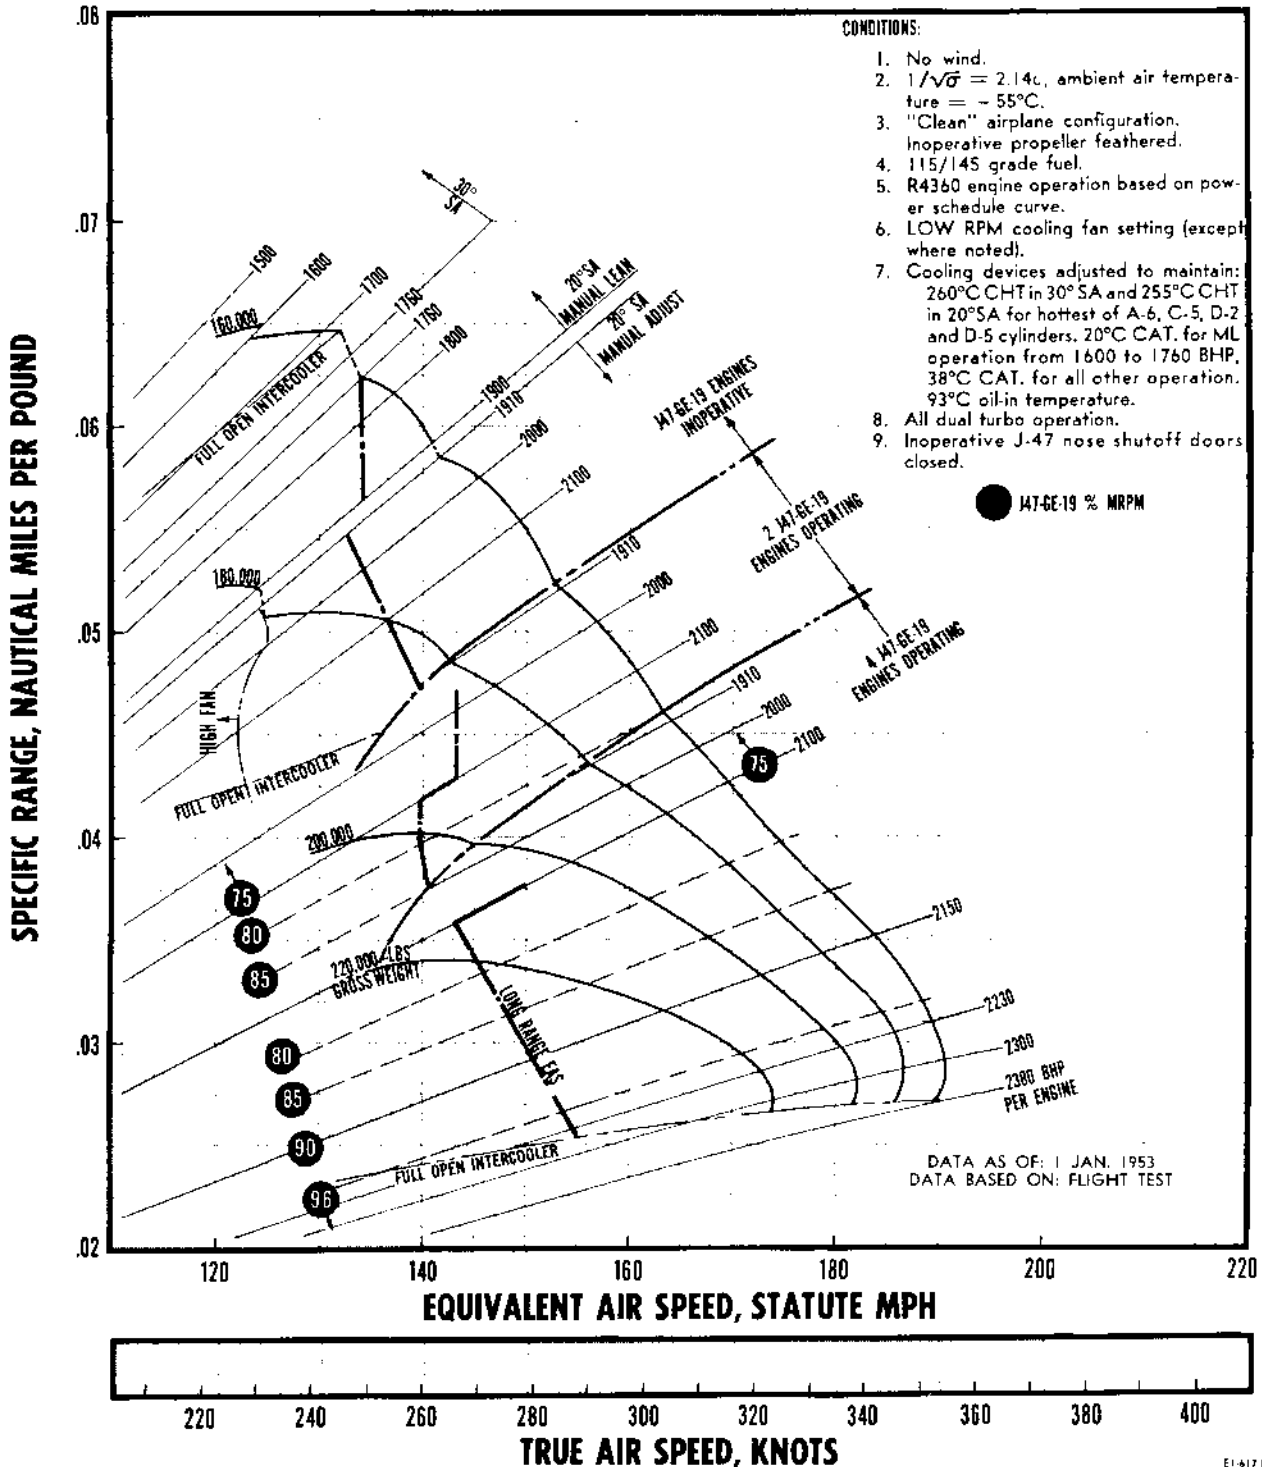 .08
.07
.06
.05
.04
.03
.02
SPECIFIC RANGE, NAUTICAL MILES PER POUND
CONDITIONS:
1. No wind.
2. 1/√σ = 2.14c, ambient air tempera-
ture = - 55°C.
3. "Clean" airplane configuration.
Inoperative propeller feathered.
4. 115/145 grade fuel.
5. R4360 engine operation based on pow-
er schedule curve.
6. LOW RPM cooling fan setting (except
where noted).
7. Cooling devices adjusted to maintain:
260°C CHT in 30° SA and 255°C CHT
in 20°SA for hottest of A-6, C-5, D-2
and D-5 cylinders. 20°C CAT. for ML
operation from 1600 to 1760 BHP,
38°C CAT. for all other operation.
93°C oil-in temperature.
8. All dual turbo operation.
9. Inoperative J-47 nose shutoff doors
closed.
J47-GE-19 % MRPM
30°
SA
1500
1600
1700
1760
1760
1800
1900
1910
2000
2100
20°SA
MANUAL LEAN
20° SA
MANUAL ADJUST
160,000
FULL OPEN INTERCOOLER
J47-GE-19 ENGINES
INOPERATIVE
2 J47-GE-19
ENGINES OPERATING
4 J47-GE-19
ENGINES OPERATING
1910
2000
2100
1910
2000
2100
75
180,000
HIGH FAN
FULL OPEN INTERCOOLER
200,000
75
80
85
220,000-LBS
GROSS WEIGHT
LONG RANGE EAS
2150
2230
2300
2380 BHP
PER ENGINE
80
85
90
96
FULL OPEN INTERCOOLER
DATA AS OF: 1 JAN. 1953
DATA BASED ON: FLIGHT TEST
120 140 160 180 200 220
EQUIVALENT AIR SPEED, STATUTE MPH
220 240 260 280 300 320 340 360 380 400
TRUE AIR SPEED, KNOTS